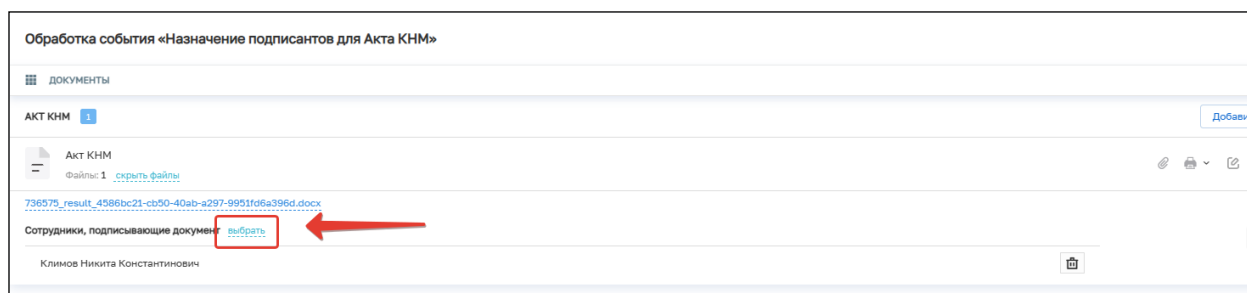 Обработка события «Назначение подписантов для Акта КНМ»
ДОКУМЕНТЫ
АКТ КНМ 1
Добави
Акт КНМ
Файлы: 1 скрыть файлы
736575_result_4586bc21-cb50-40ab-a297-9951fd6a396d.docx
Сотрудники, подписывающие документ выбрать
Климов Никита Константинович